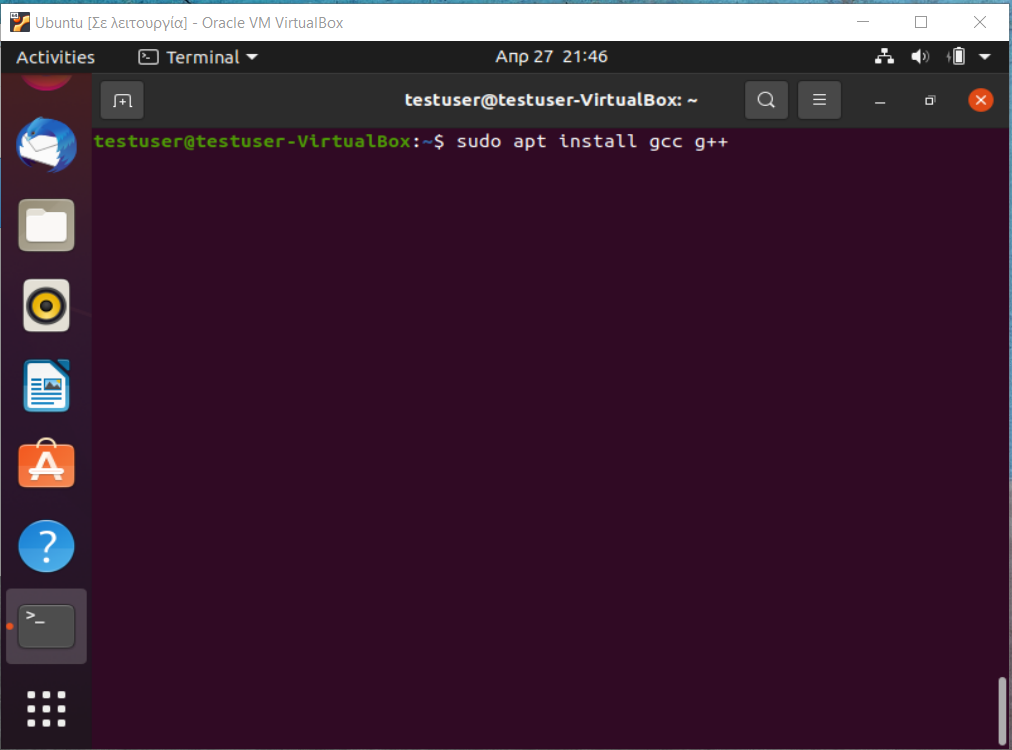 Ubuntu [Σε λειτουργία] - Oracle VM VirtualBox
Activities Terminal Απρ 27 21:46
testuser@testuser-VirtualBox: ~
testuser@testuser-VirtualBox:~$ sudo apt install gcc g++